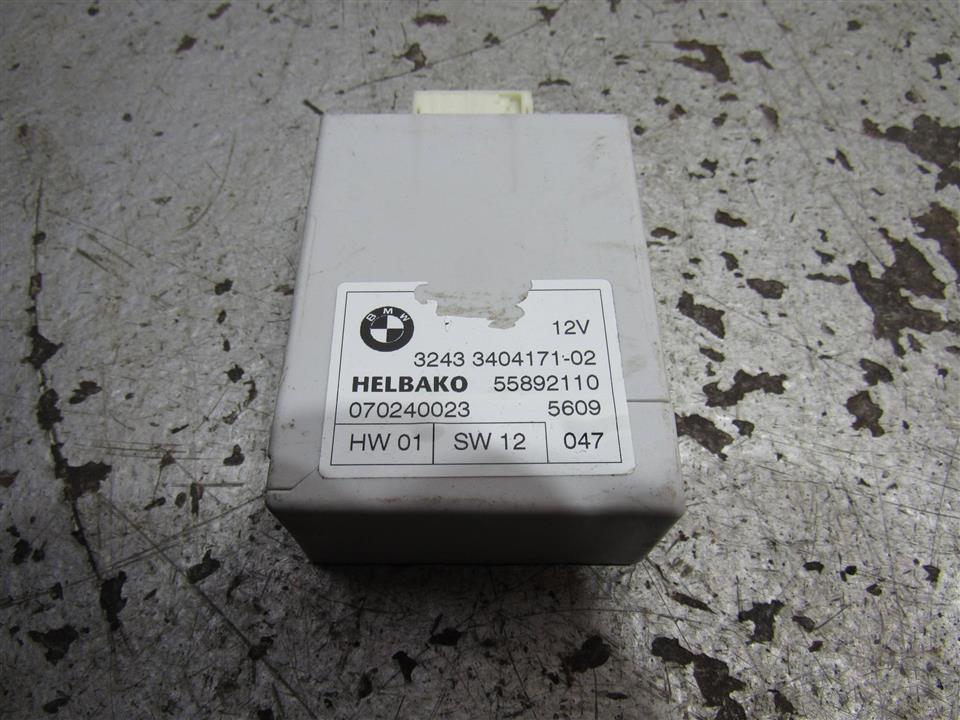 BMW
12V
3243 3404171-02
HELBAKO 55892110
070240023 5609
HW 01 SW 12 047